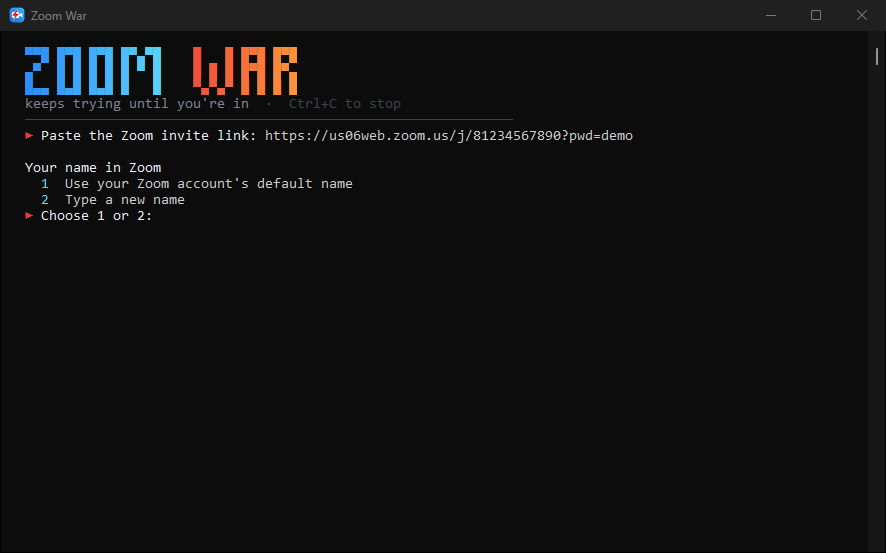 Zoom War
ZOOM WAR
keeps trying until you're in · Ctrl+C to stop
► Paste the Zoom invite link: https://us06web.zoom.us/j/81234567890?pwd=demo
Your name in Zoom
1 Use your Zoom account's default name
2 Type a new name
► Choose 1 or 2: